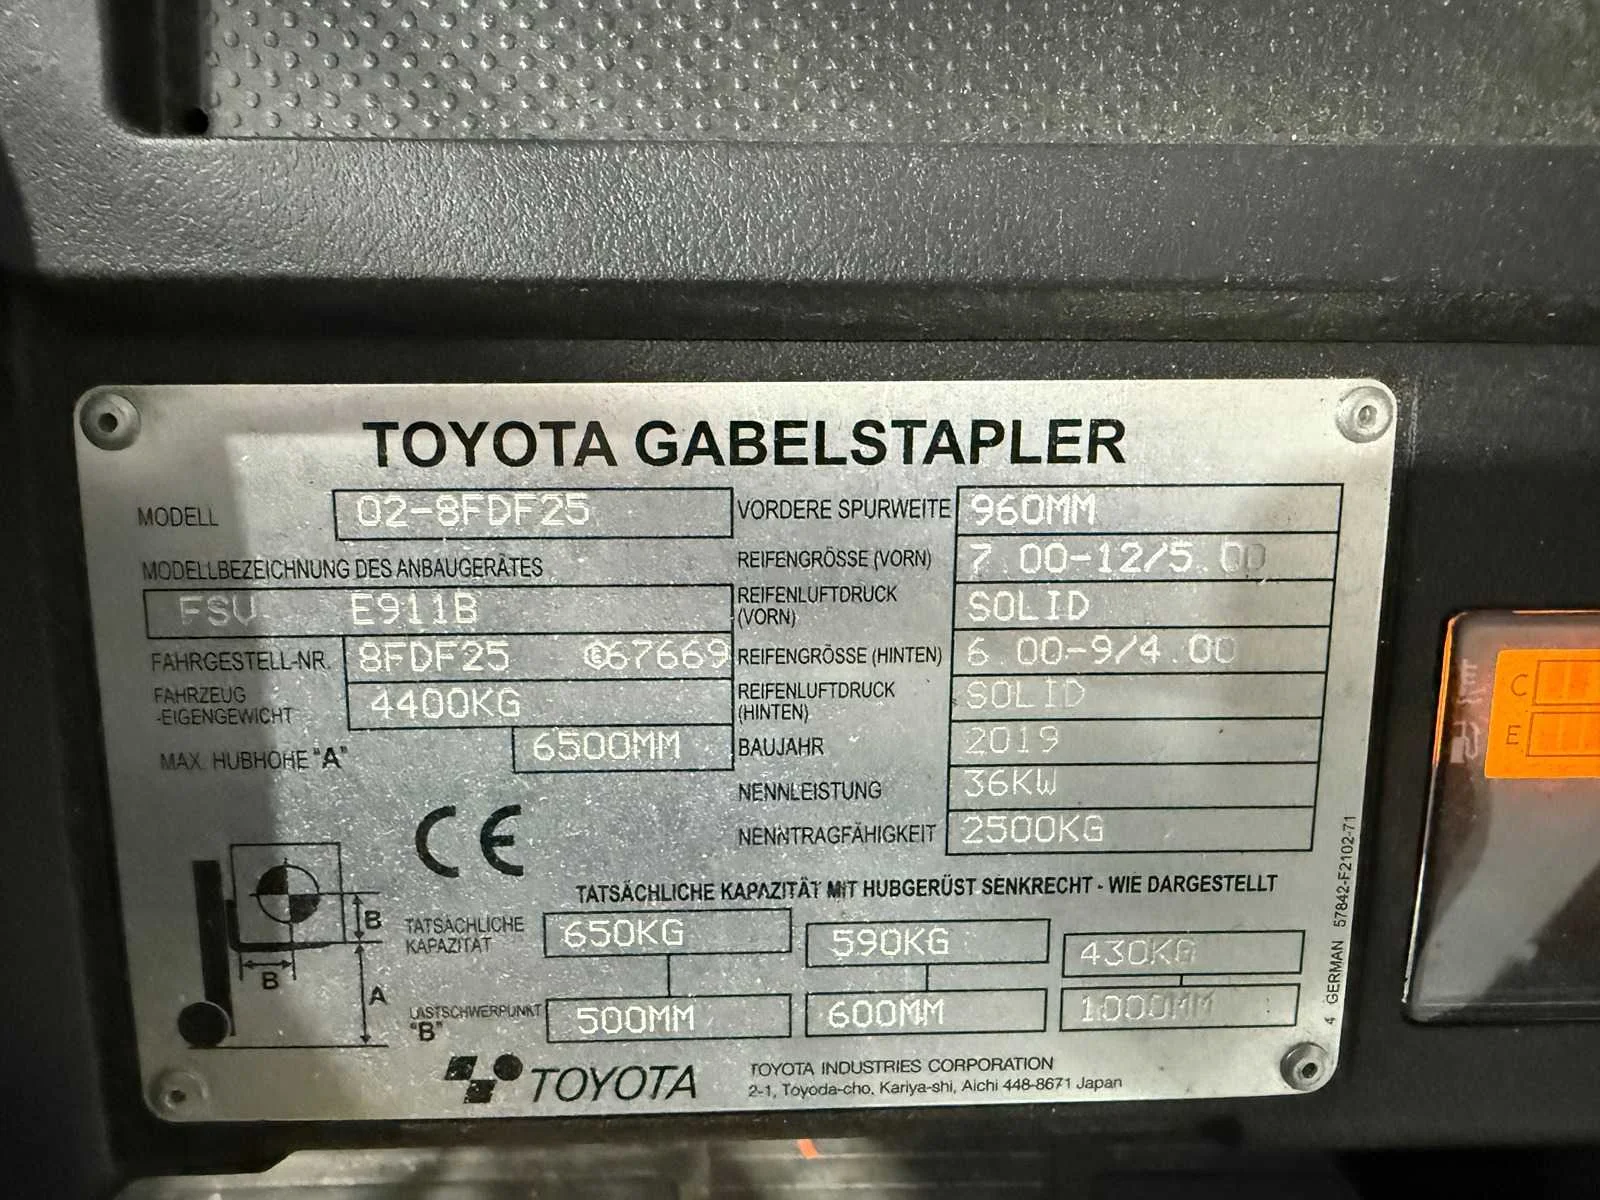 TOYOTA GABELSTAPLER
MODELL 02-8FDF25
MODELLBEZEICHNUNG DES ANBAUGERÄTES
FSV E911B
FAHRGESTELL-NR. 8FDF25 Ⓔ67669
FAHRZEUG
-EIGENGEWICHT 4400KG
MAX. HUBHÖHE "A" 6500MM
VORDERE SPURWEITE 960MM
REIFENGRÖSSE (VORN) 7.00-12/5.00
REIFENLUFTDRUCK
(VORN) SOLID
REIFENGRÖSSE (HINTEN) 6.00-9/4.00
REIFENLUFTDRUCK
(HINTEN) SOLID
BAUJAHR 2019
NENNLEISTUNG 36KW
NENNTRAGFÄHIGKEIT 2500KG
CE
TATSÄCHLICHE KAPAZITÄT MIT HUBGERÜST SENKRECHT - WIE DARGESTELLT
TATSÄCHLICHE
KAPAZITÄT 650KG 590KG 430KG
LASTSCHWERPUNKT
"B" 500MM 600MM 1000MM
B
B
A
TOYOTA
TOYOTA INDUSTRIES CORPORATION
2-1, Toyoda-cho, Kariya-shi, Aichi 448-8671 Japan
4 GERMAN 57842-F2102-71
C
E